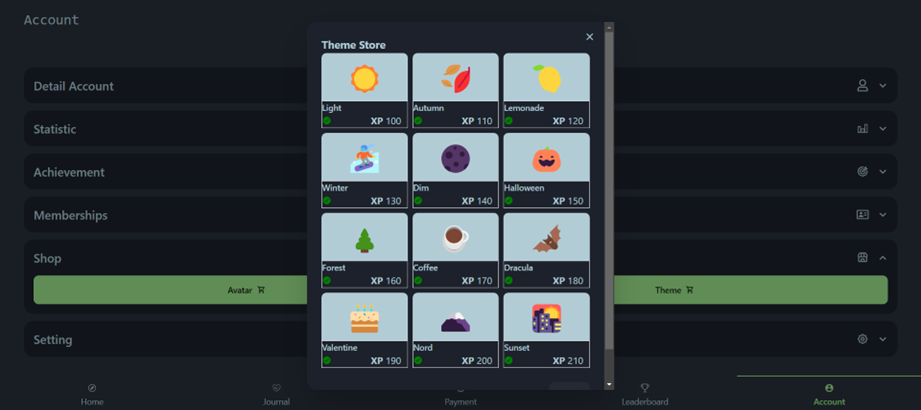 Account
Theme Store
Detail Account
Light
Autumn
Lemonade
XP 100
XP 110
XP 120
Statistic
Achievement
Winter
Dim
Halloween
XP 130
XP 140
XP 150
Memberships
Shop
Forest
Coffee
Dracula
XP 160
XP 170
XP 180
Avatar
Theme
Setting
Valentine
Nord
Sunset
XP 190
XP 200
XP 210
Home
Journal
Payment
Leaderboard
Account